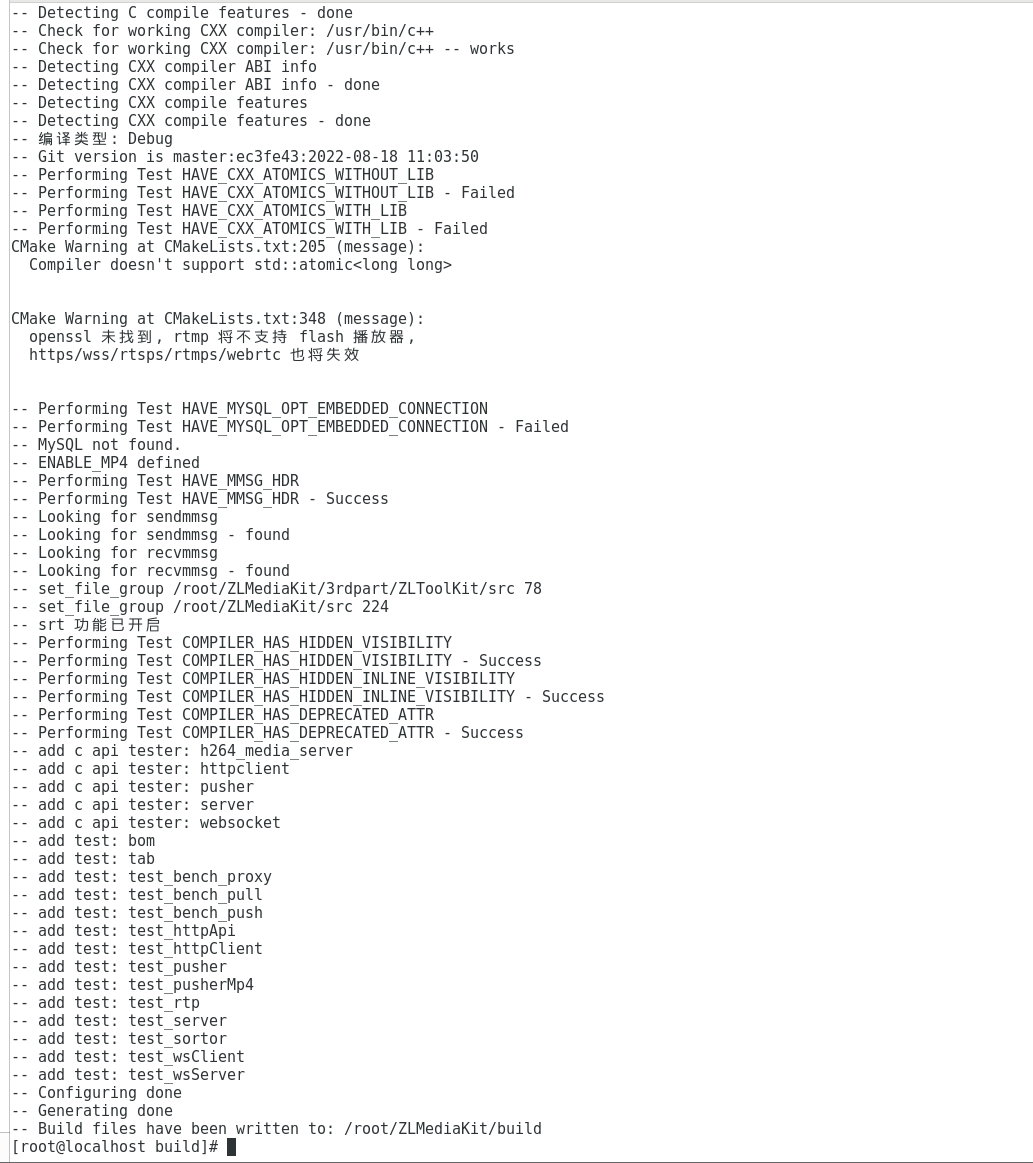 -- Detecting C compile features - done
-- Check for working CXX compiler: /usr/bin/c++
-- Check for working CXX compiler: /usr/bin/c++ -- works
-- Detecting CXX compiler ABI info
-- Detecting CXX compiler ABI info - done
-- Detecting CXX compile features
-- Detecting CXX compile features - done
-- 编译类型: Debug
-- Git version is master:ec3fe43:2022-08-18 11:03:50
-- Performing Test HAVE_CXX_ATOMICS_WITHOUT_LIB
-- Performing Test HAVE_CXX_ATOMICS_WITHOUT_LIB - Failed
-- Performing Test HAVE_CXX_ATOMICS_WITH_LIB
-- Performing Test HAVE_CXX_ATOMICS_WITH_LIB - Failed
CMake Warning at CMakeLists.txt:205 (message):
  Compiler doesn't support std::atomic<long long>
CMake Warning at CMakeLists.txt:348 (message):
  openssl 未找到, rtmp 将不支持 flash 播放器,
  https/wss/rtsps/rtmps/webrtc 也将失效
-- Performing Test HAVE_MYSQL_OPT_EMBEDDED_CONNECTION
-- Performing Test HAVE_MYSQL_OPT_EMBEDDED_CONNECTION - Failed
-- MySQL not found.
-- ENABLE_MP4 defined
-- Performing Test HAVE_MMSG_HDR
-- Performing Test HAVE_MMSG_HDR - Success
-- Looking for sendmmsg
-- Looking for sendmmsg - found
-- Looking for recvmmsg
-- Looking for recvmmsg - found
-- set_file_group /root/ZLMediaKit/3rdpart/ZLToolKit/src 78
-- set_file_group /root/ZLMediaKit/src 224
-- srt 功能已开启
-- Performing Test COMPILER_HAS_HIDDEN_VISIBILITY
-- Performing Test COMPILER_HAS_HIDDEN_VISIBILITY - Success
-- Performing Test COMPILER_HAS_HIDDEN_INLINE_VISIBILITY
-- Performing Test COMPILER_HAS_HIDDEN_INLINE_VISIBILITY - Success
-- Performing Test COMPILER_HAS_DEPRECATED_ATTR
-- Performing Test COMPILER_HAS_DEPRECATED_ATTR - Success
-- add c api tester: h264_media_server
-- add c api tester: httpclient
-- add c api tester: pusher
-- add c api tester: server
-- add c api tester: websocket
-- add test: bom
-- add test: tab
-- add test: test_bench_proxy
-- add test: test_bench_pull
-- add test: test_bench_push
-- add test: test_httpApi
-- add test: test_httpClient
-- add test: test_pusher
-- add test: test_pusherMp4
-- add test: test_rtp
-- add test: test_server
-- add test: test_sortor
-- add test: test_wsClient
-- add test: test_wsServer
-- Configuring done
-- Generating done
-- Build files have been written to: /root/ZLMediaKit/build
[root@localhost build]#